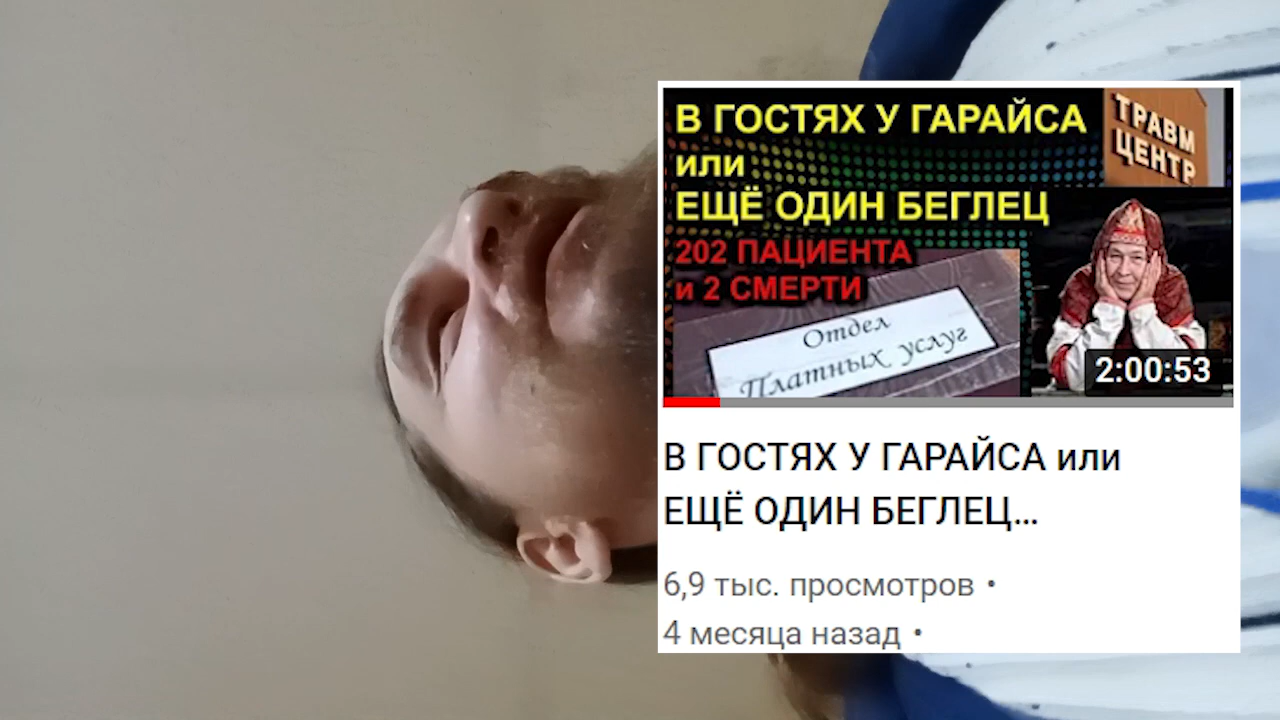 В ГОСТЯХ У ГАРАЙСА
или
ЕЩЁ ОДИН БЕГЛЕЦ
202 ПАЦИЕНТА
и 2 СМЕРТИ
ТРАВМ
ЦЕНТР
Отдел
Платных услуг
2:00:53
В ГОСТЯХ У ГАРАЙСА или
ЕЩЁ ОДИН БЕГЛЕЦ...
6,9 тыс. просмотров •
4 месяца назад •